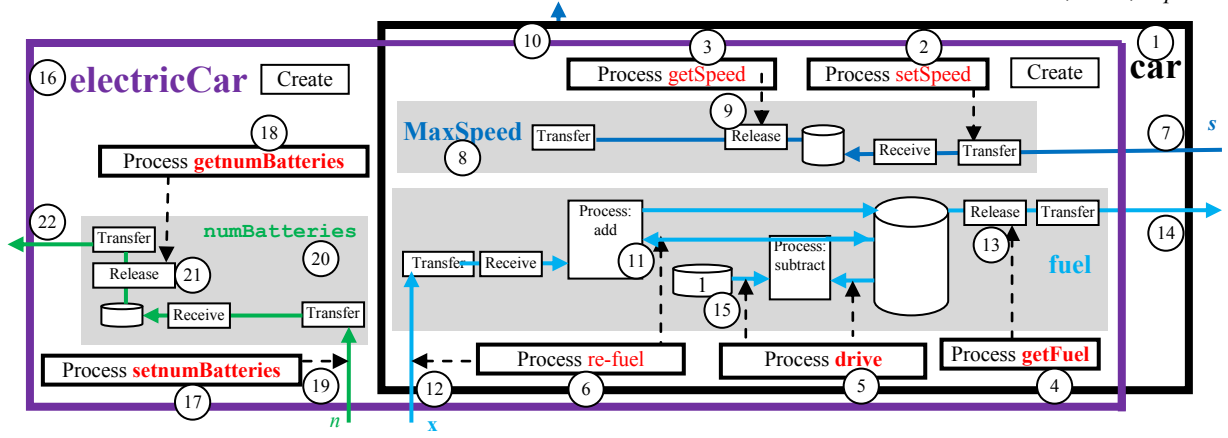 10
3
2
1
16
electricCar
Create
Process getSpeed
Process setSpeed
Create
car
18
9
MaxSpeed
Transfer
Release
Receive
Transfer
7
s
8
Process getnumBatteries
22
numBatteries
Transfer
20
Release
21
Receive
Transfer
Process:
add
Process:
subtract
Release
Transfer
13
14
11
Transfer
Receive
fuel
1
15
Process setnumBatteries
19
17
n
Process re-fuel
12
6
x
Process drive
5
Process getFuel
4